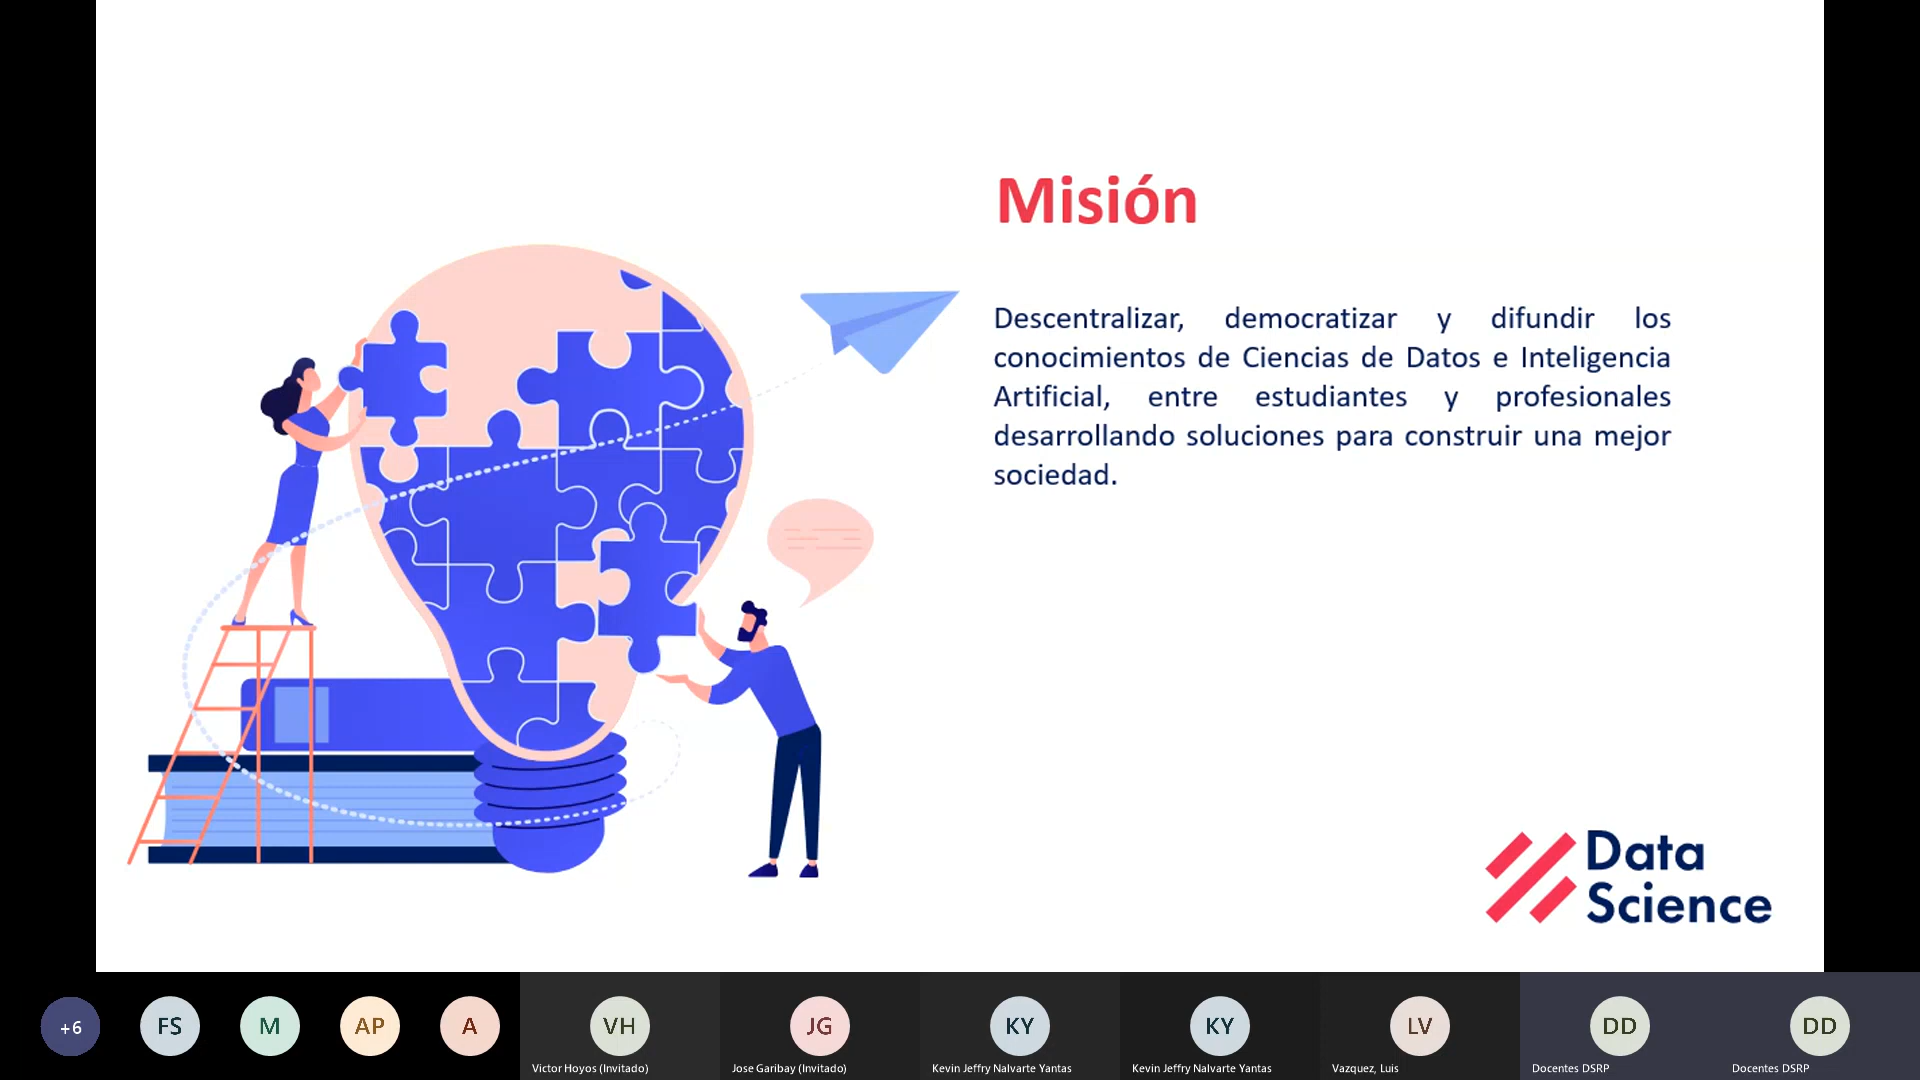 Misión
Descentralizar, democratizar y difundir los
conocimientos de Ciencias de Datos e Inteligencia
Artificial, entre estudiantes y profesionales
desarrollando soluciones para construir una mejor
sociedad.
Data
Science
+6
FS
M
AP
A
VH
JG
KY
KY
LV
DD
DD
Victor Hoyos (Invitado)
Jose Garibay (Invitado)
Kevin Jeffry Nalvarte Yantas
Kevin Jeffry Nalvarte Yantas
Vazquez, Luis
Docentes DSRP
Docentes DSRP